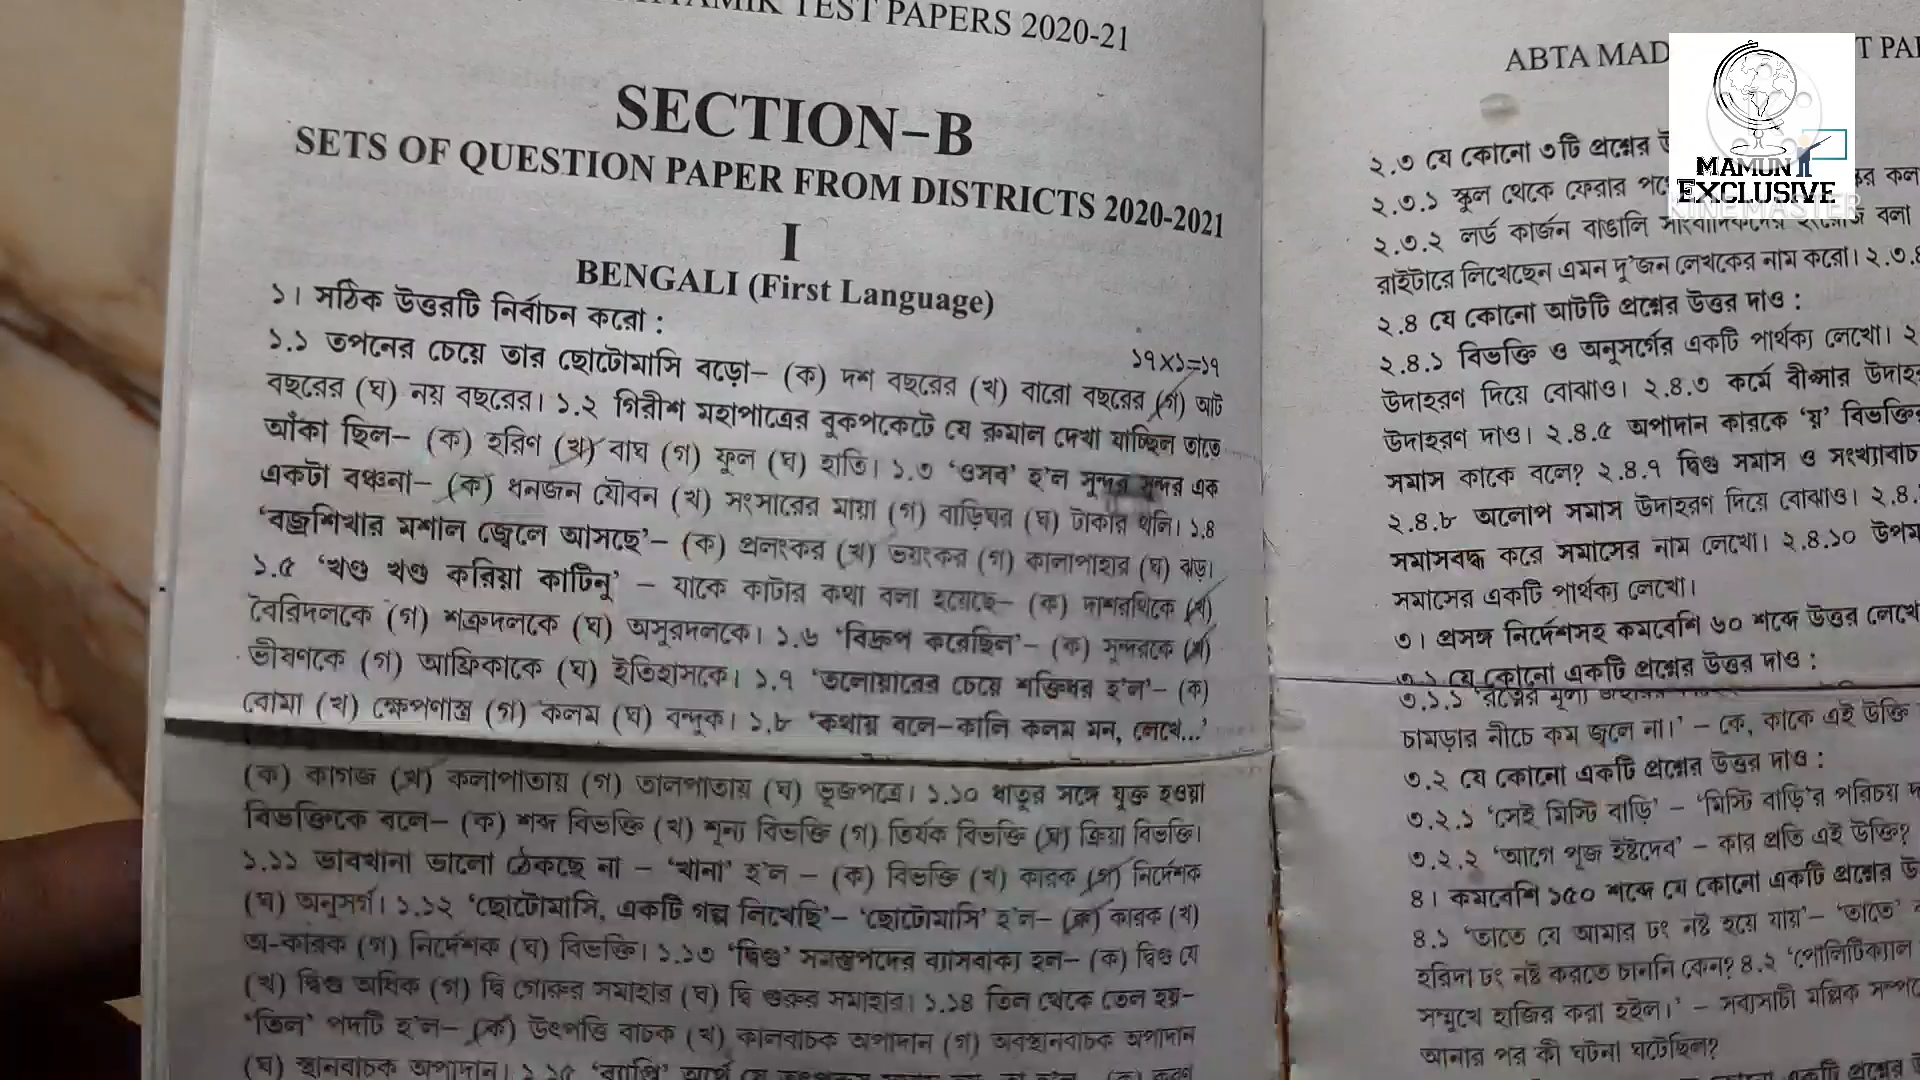 TEST PAPERS 2020-21
SECTION–B
SETS OF QUESTION PAPER FROM DISTRICTS 2020-2021
I
BENGALI (First Language)
১। সঠিক উত্তরটি নির্বাচন করো :
১৭×১=১৭
১.১ তপনের চেয়ে তার ছোটোমাসি বড়ো– (ক) দশ বছরের (খ) বারো বছরের (গ) আট
বছরের (ঘ) নয় বছরের। ১.২ গিরীশ মহাপাত্রের বুকপকেটে যে রুমাল দেখা যাচ্ছিল তাতে
আঁকা ছিল– (ক) হরিণ (খ) বাঘ (গ) ফুল (ঘ) হাতি। ১.৩ ‘ওসব’ হ’ল সুন্দর সুন্দর এক
একটা বঞ্চনা– (ক) ধনজন যৌবন (খ) সংসারের মায়া (গ) বাড়িঘর (ঘ) টাকার থলি। ১.৪
‘বজ্রশিখার মশাল জ্বেলে আসছে’– (ক) প্রলংকর (খ) ভয়ংকর (গ) কালাপাহার (ঘ) ঝড়।
১.৫ ‘খণ্ড খণ্ড করিয়া কাটিনু’ – যাকে কাটার কথা বলা হয়েছে– (ক) দাশরথিকে (খ)
বৈরিদলকে (গ) শত্রুদলকে (ঘ) অসুরদলকে। ১.৬ ‘বিদ্রূপ করেছিল’– (ক) সুন্দরকে (খ)
ভীষণকে (গ) আফ্রিকাকে (ঘ) ইতিহাসকে। ১.৭ ‘তলোয়ারের চেয়ে শক্তিধর হ’ল’– (ক)
বোমা (খ) ক্ষেপণাস্ত্র (গ) কলম (ঘ) বন্দুক। ১.৮ ‘কথায় বলে–কালি কলম মন, লেখে...’
(ক) কাগজ (খ) কলাপাতায় (গ) তালপাতায় (ঘ) ভূজপত্রে। ১.১০ ধাতুর সঙ্গে যুক্ত হওয়া
বিভক্তিকে বলে– (ক) শব্দ বিভক্তি (খ) শূন্য বিভক্তি (গ) তির্যক বিভক্তি (ঘ) ক্রিয়া বিভক্তি।
১.১১ ভাবখানা ভালো ঠেকছে না – ‘খানা’ হ’ল – (ক) বিভক্তি (খ) কারক (গ) নির্দেশক
(ঘ) অনুসর্গ। ১.১২ ‘ছোটোমাসি, একটি গল্প লিখেছি’– ‘ছোটোমাসি’ হ’ল– (ক) কারক (খ)
অ-কারক (গ) নির্দেশক (ঘ) বিভক্তি। ১.১৩ ‘দ্বিগু’ সমস্তপদের ব্যাসবাক্য হল– (ক) দ্বিগু যে
(খ) দ্বিগু অধিক (গ) দ্বি গোরুর সমাহার (ঘ) দ্বি গুরুর সমাহার। ১.১৪ তিল থেকে তেল হয়–
‘তিল’ পদটি হ’ল– (ক) উৎপত্তি বাচক (খ) কালবাচক অপাদান (গ) অবস্থানবাচক অপাদান
(ঘ) স্থানবাচক অপাদান। ১.১৫
ABTA MAD
২.৩ যে কোনো ৩টি প্রশ্নের
২.৩.১ স্কুল থেকে ফেরার
২.৩.২ লর্ড কার্জন বাঙালি বলা
রাইটারে লিখেছেন এমন দু’জন লেখকের নাম করো। ২.৩.৪
২.৪ যে কোনো আটটি প্রশ্নের উত্তর দাও :
২.৪.১ বিভক্তি ও অনুসর্গের একটি পার্থক্য লেখো।
উদাহরণ দিয়ে বোঝাও। ২.৪.৩ কর্মে বীপ্সার
উদাহরণ দাও। ২.৪.৫ অপাদান কারকে ‘য়’
সমাস কাকে বলে? ২.৪.৭ দ্বিগু সমাস ও
২.৪.৮ অলোপ সমাস উদাহরণ দিয়ে বোঝাও।
সমাসবদ্ধ করে সমাসের নাম লেখো। ২.৪.১০
সমাসের একটি পার্থক্য লেখো।
৩। প্রসঙ্গ নির্দেশসহ কমবেশি ৬০ শব্দে উত্তর লেখো
৩.১ যে কোনো একটি প্রশ্নের উত্তর দাও :
৩.১.১
চামড়ার নীচে কম জ্বলে না।’ – কে, কাকে এই উক্তি
৩.২ যে কোনো একটি প্রশ্নের উত্তর দাও :
৩.২.১ ‘সেই মিস্টি বাড়ি’ – ‘মিস্টি বাড়ি’র পরিচয়
৩.২.২ ‘আগে পূজ ইষ্টদেব’ – কার প্রতি এই উক্তি?
৪। কমবেশি ১৫০ শব্দে যে কোনো একটি প্রশ্নের
৪.১ ‘তাতে যে আমার ঢং নষ্ট হয়ে যায়’– ‘তাতে’
হরিদা ঢং নষ্ট করতে চাননি কেন? ৪.২ ‘পোলিটিক্যাল
সম্মুখে হাজির করা হইল।’ – সব্যসাচী মল্লিক
আনার পর কী ঘটনা ঘটেছিল?
MAMUN
EXCLUSIVE
KINEMASTER